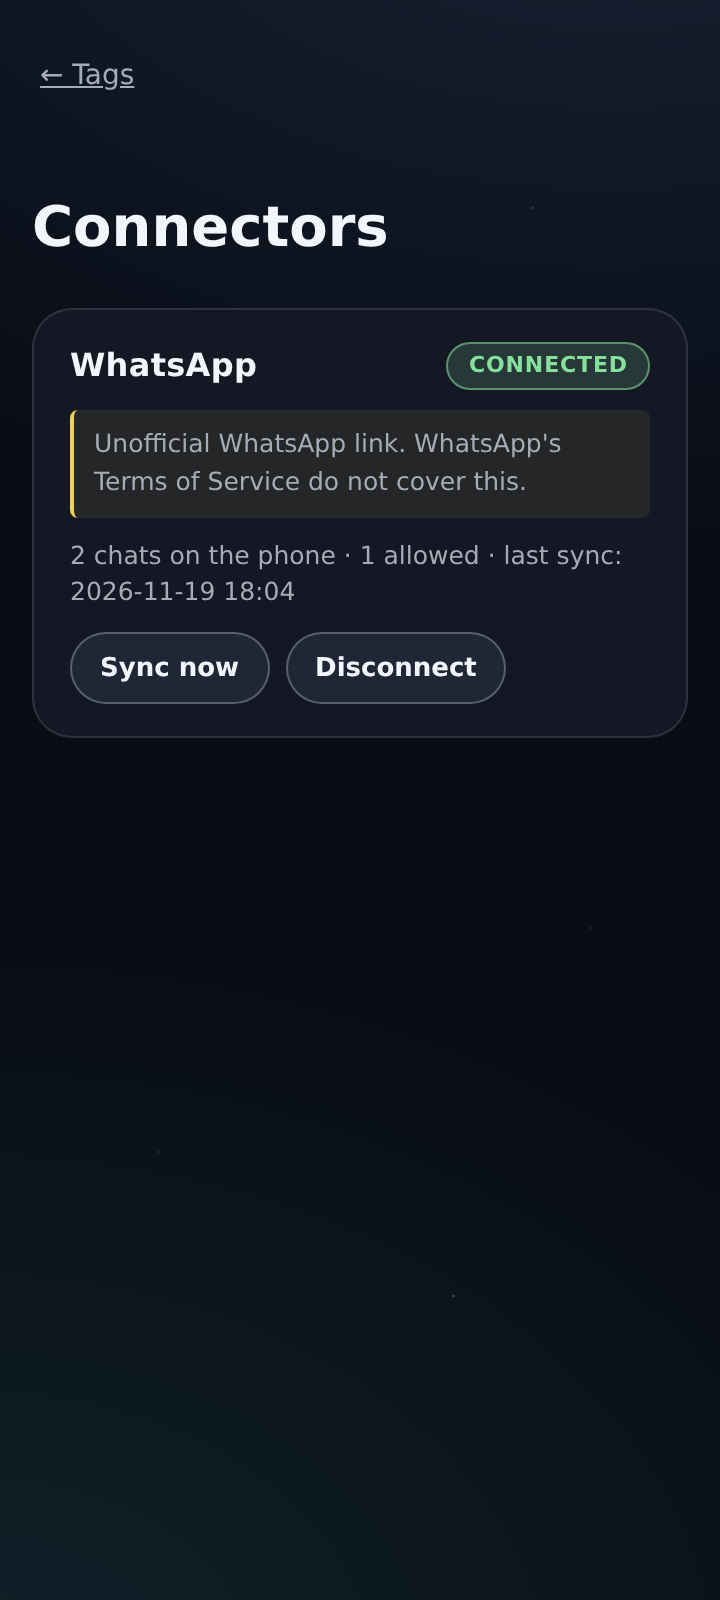 ← Tags
Connectors
WhatsApp
CONNECTED
Unofficial WhatsApp link. WhatsApp's
Terms of Service do not cover this.
2 chats on the phone · 1 allowed · last sync:
2026-11-19 18:04
Sync now
Disconnect